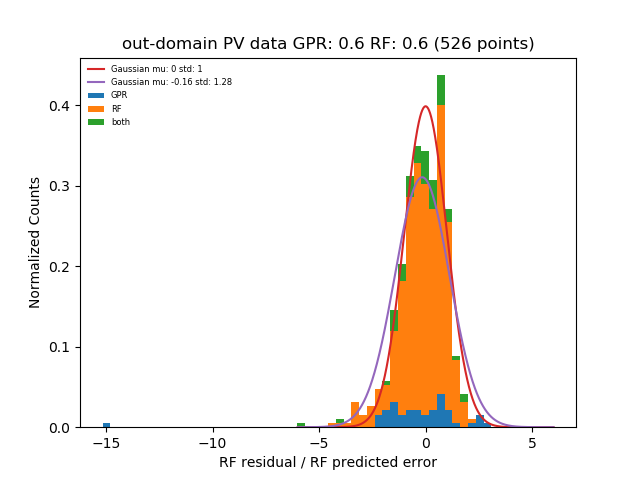 out-domain PV data GPR: 0.6 RF: 0.6 (526 points)
Gaussian mu: 0 std: 1
Gaussian mu: -0.16 std: 1.28
GPR
RF
both
Normalized Counts
0.4
0.3
0.2
0.1
0.0
−15
−10
−5
0
5
RF residual / RF predicted error